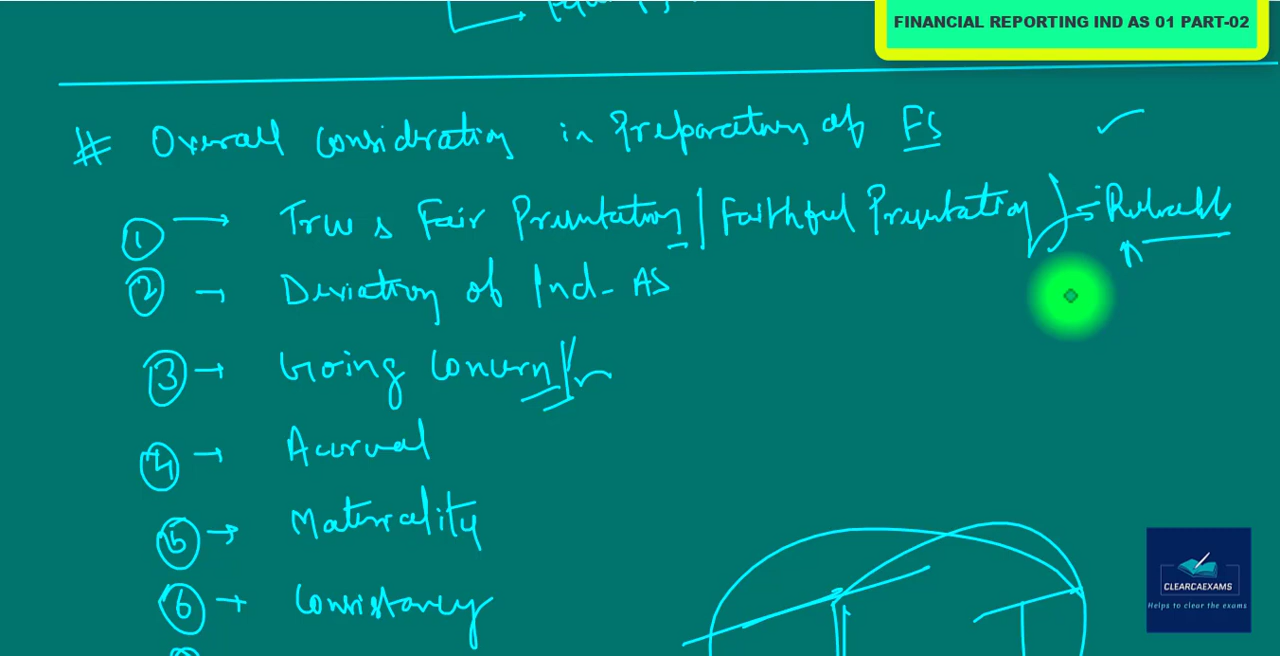 FINANCIAL REPORTING IND AS 01 PART-02
# Overall Consideration in Preparation of FS
① → True & Fair Presentation | Faithful Presentation } = Reliable
② → Deviation of Ind-AS
③ → Going Concern
④ → Accrual
⑤ → Materiality
⑥ → Consistancy
CLEARCAEXAMS
Helps to clear the exams